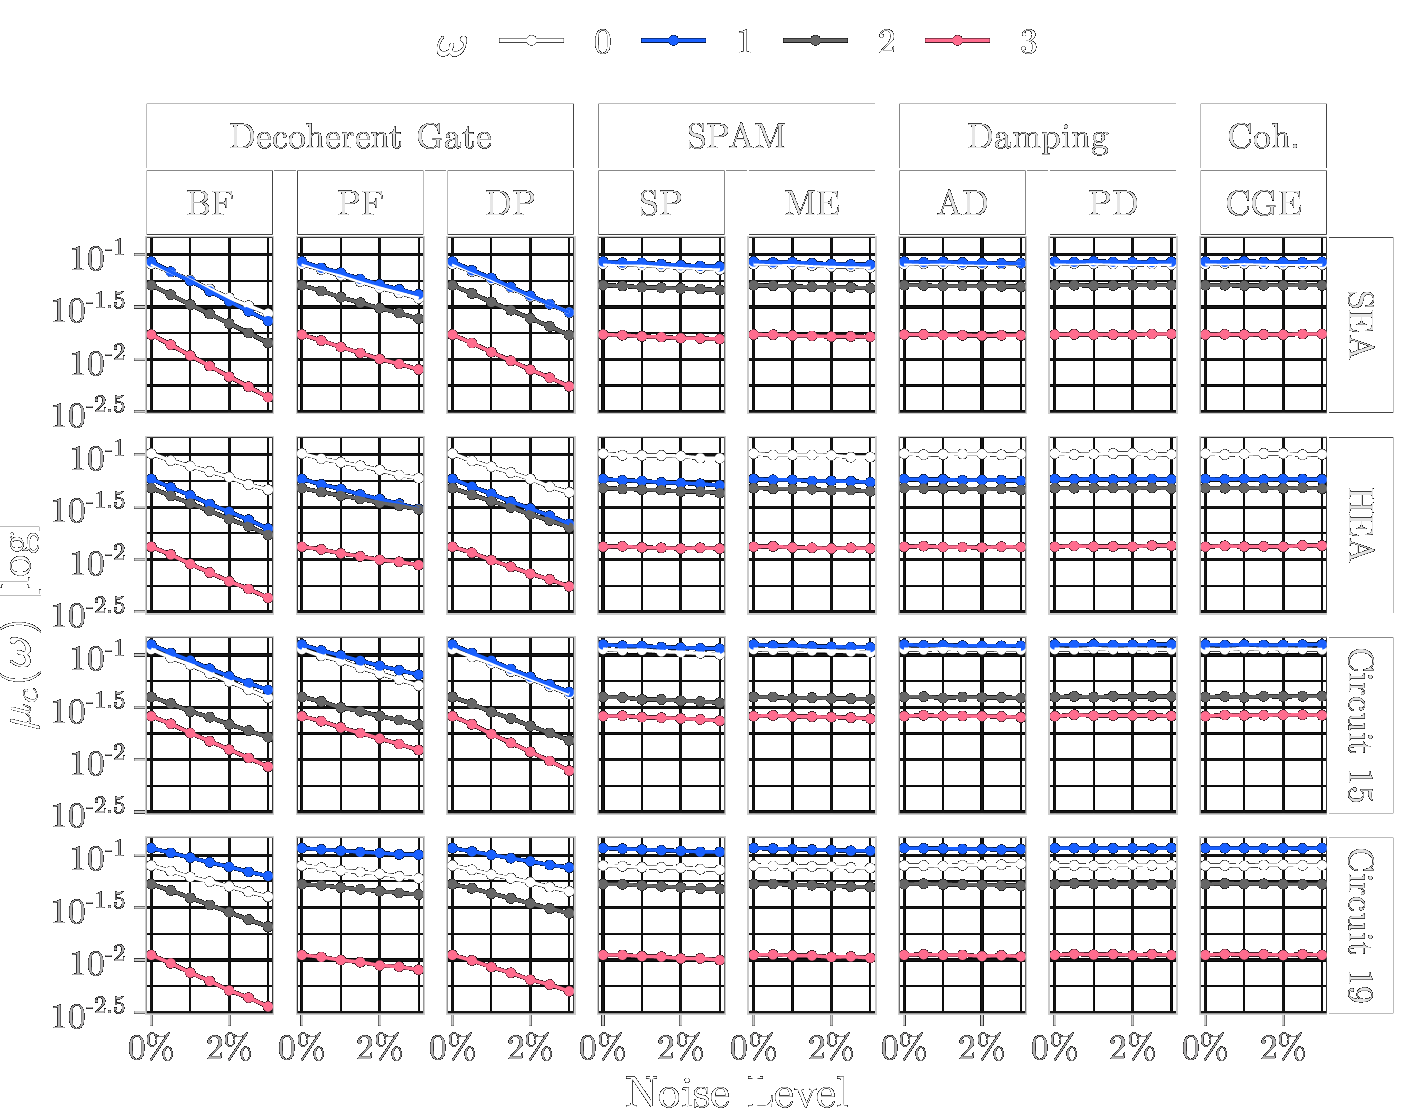 ω 0 1 2 3
Decoherent Gate SPAM Damping Coh.
BF PF DP SP ME AD PD CGE
10^-1
10^-1.5
10^-2
10^-2.5
SEA
10^-1
10^-1.5
10^-2
10^-2.5
HEA
10^-1
10^-1.5
10^-2
10^-2.5
Circuit 15
10^-1
10^-1.5
10^-2
10^-2.5
Circuit 19
μc(ω) [log]
0% 2% 0% 2% 0% 2% 0% 2% 0% 2% 0% 2% 0% 2% 0% 2%
Noise Level